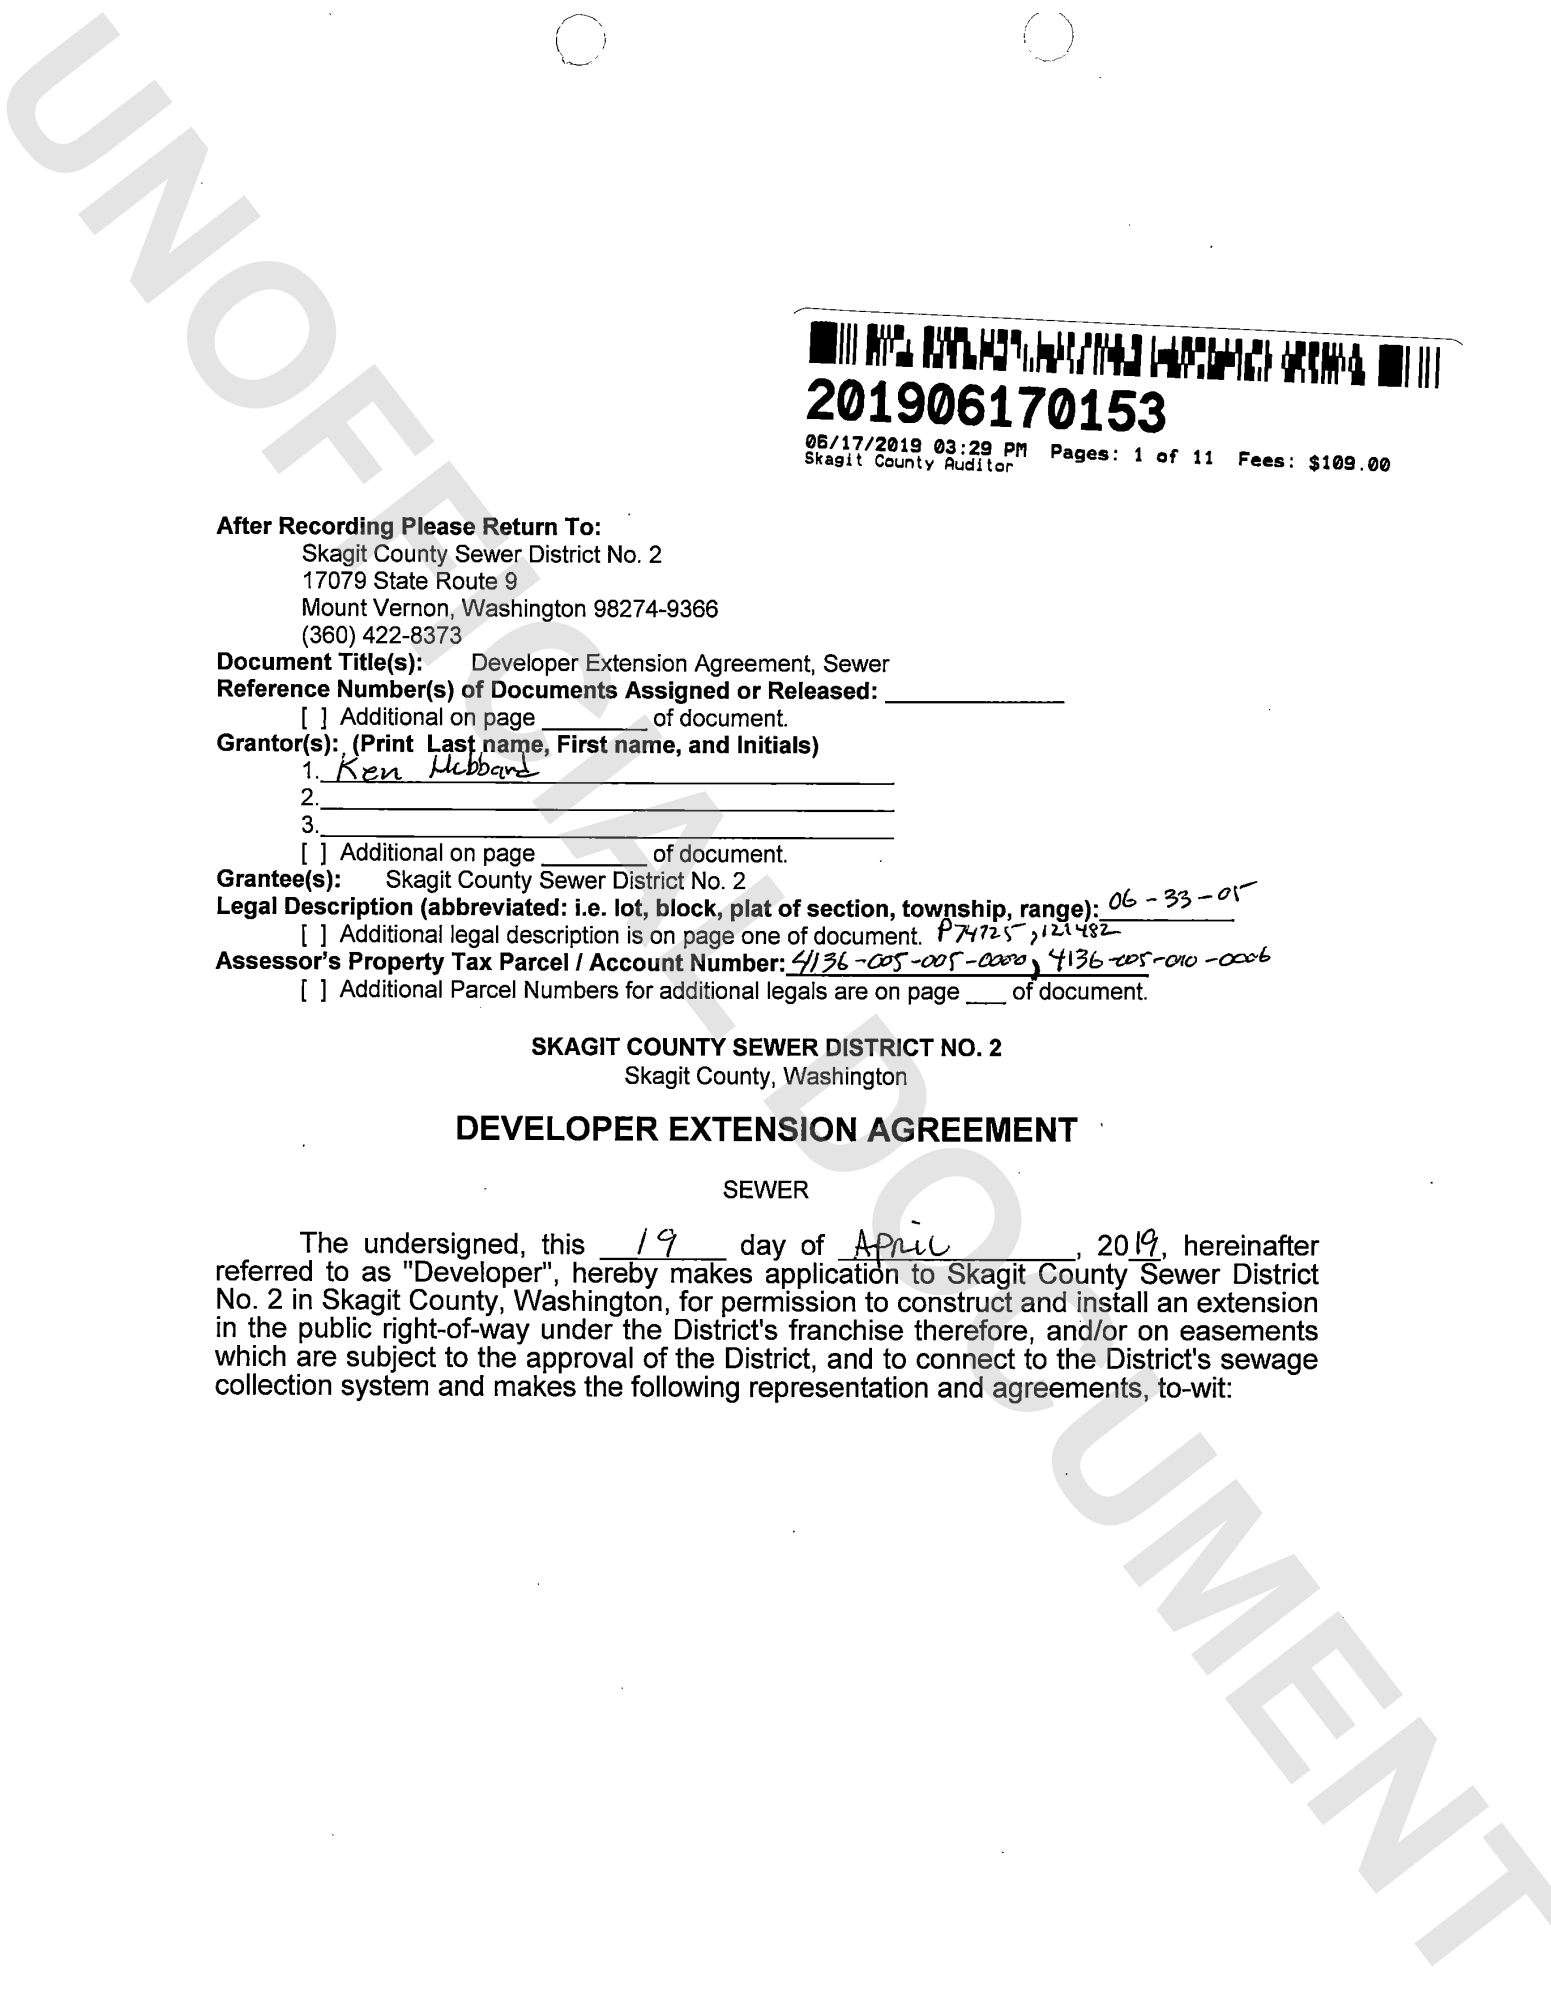 201906170153
06/17/2019 03:29 PM Pages: 1 of 11 Fees: $109.00
Skagit County Auditor
After Recording Please Return To:
Skagit County Sewer District No. 2
17079 State Route 9
Mount Vernon, Washington 98274-9366
(360) 422-8373
Document Title(s): Developer Extension Agreement, Sewer
Reference Number(s) of Documents Assigned or Released: ____________
[ ] Additional on page ________ of document.
Grantor(s): (Print Last name, First name, and Initials)
1. Ken Hibbard
2.
3.
[ ] Additional on page ________ of document.
Grantee(s): Skagit County Sewer District No. 2
Legal Description (abbreviated: i.e. lot, block, plat of section, township, range): 06-33-05
[ ] Additional legal description is on page one of document. P74725, 121482
Assessor's Property Tax Parcel / Account Number: 4136-005-005-0000, 4136-005-010-0006
[ ] Additional Parcel Numbers for additional legals are on page ___ of document.
SKAGIT COUNTY SEWER DISTRICT NO. 2
Skagit County, Washington
DEVELOPER EXTENSION AGREEMENT
SEWER
The undersigned, this 19 day of April, 2019, hereinafter
referred to as "Developer", hereby makes application to Skagit County Sewer District
No. 2 in Skagit County, Washington, for permission to construct and install an extension
in the public right-of-way under the District's franchise therefore, and/or on easements
which are subject to the approval of the District, and to connect to the District's sewage
collection system and makes the following representation and agreements, to-wit:
UNOFFICIAL DOCUMENT